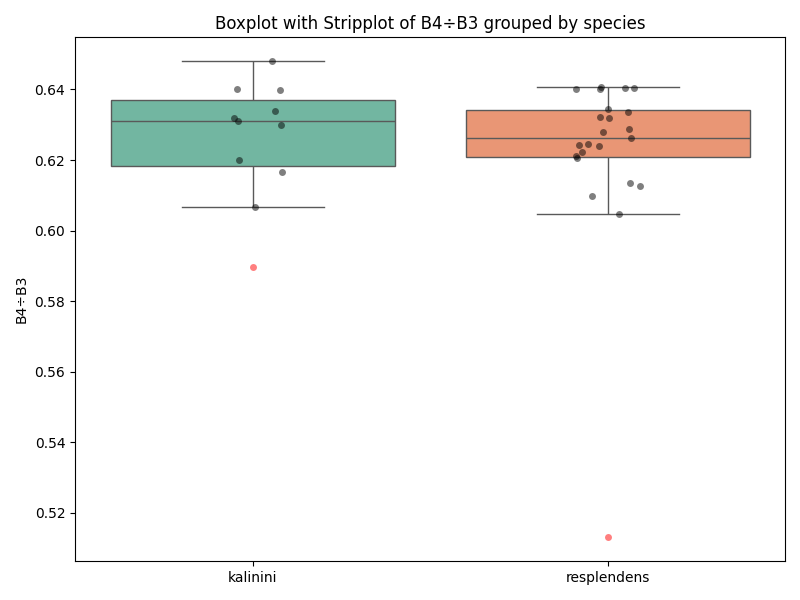 Boxplot with Stripplot of B4÷B3 grouped by species
B4÷B3
0.64
0.62
0.60
0.58
0.56
0.54
0.52
kalinini
resplendens